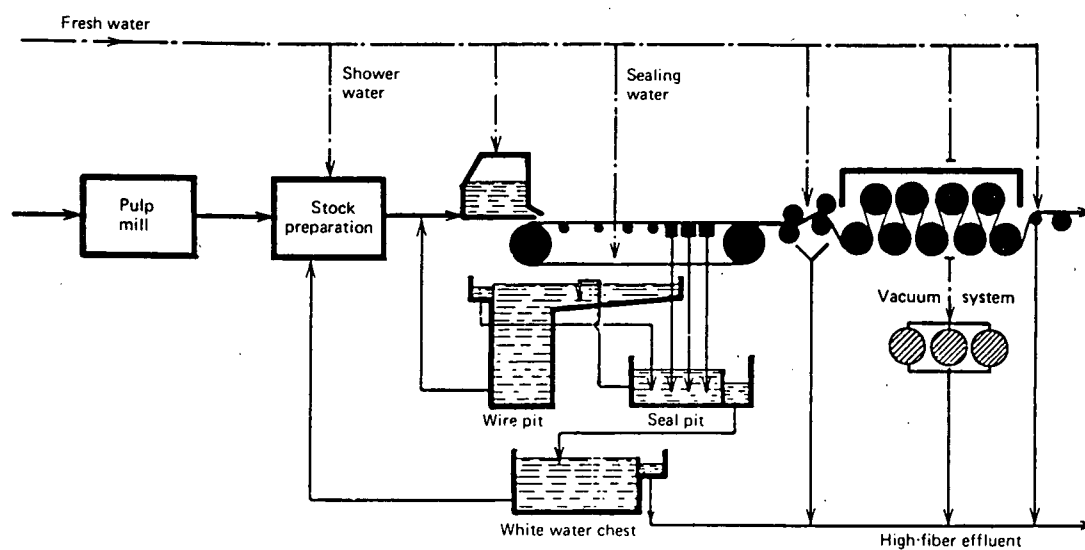 Fresh water
Shower
water
Sealing
water
Pulp
mill
Stock
preparation
Vacuum system
Wire pit
Seal pit
White water chest
High-fiber effluent